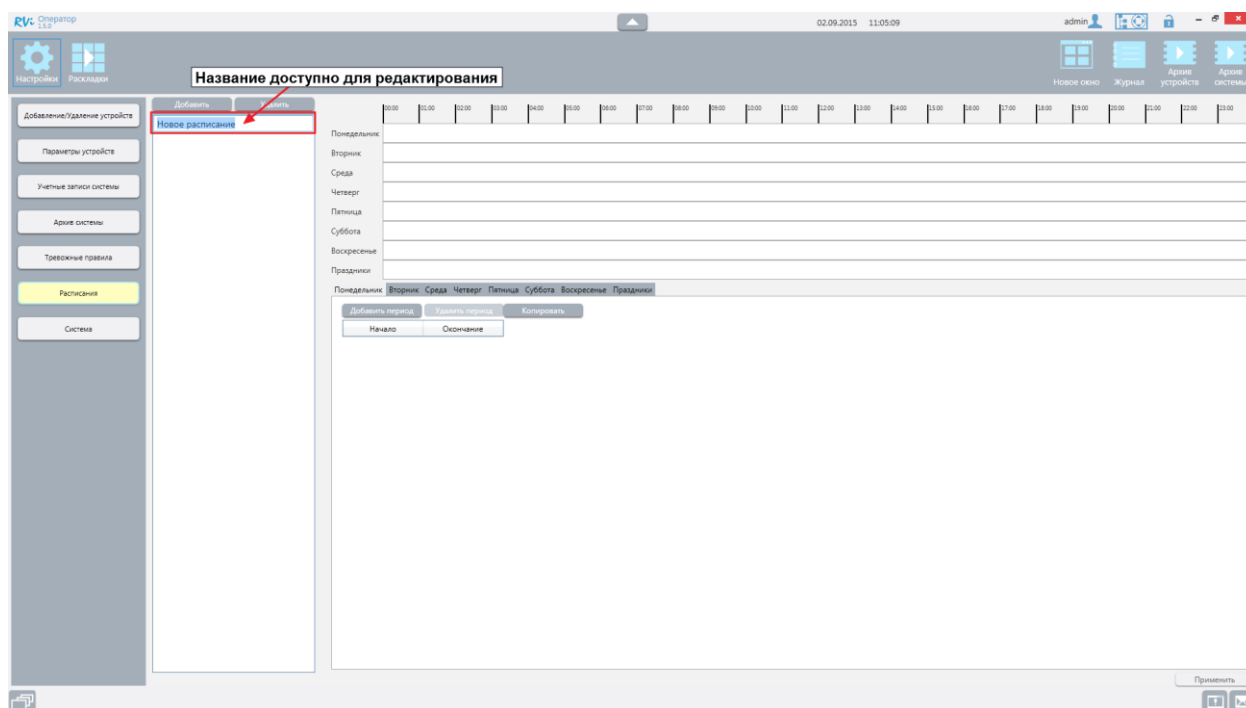 RVi Оператор
1.5.0
02.09.2015 11:05:09
admin
Настройки Раскладки
Новое окно Журнал Архив устройств Архив системы
Название доступно для редактирования
Добавить Удалить
Новое расписание
Добавление/Удаление устройств
Параметры устройств
Учетные записи системы
Архив системы
Тревожные правила
Расписания
Система
00:00 01:00 02:00 03:00 04:00 05:00 06:00 07:00 08:00 09:00 10:00 11:00 12:00 13:00 14:00 15:00 16:00 17:00 18:00 19:00 20:00 21:00 22:00 23:00
Понедельник
Вторник
Среда
Четверг
Пятница
Суббота
Воскресенье
Праздники
Понедельник Вторник Среда Четверг Пятница Суббота Воскресенье Праздники
Добавить период Удалить период Копировать
Начало Окончание
Применить